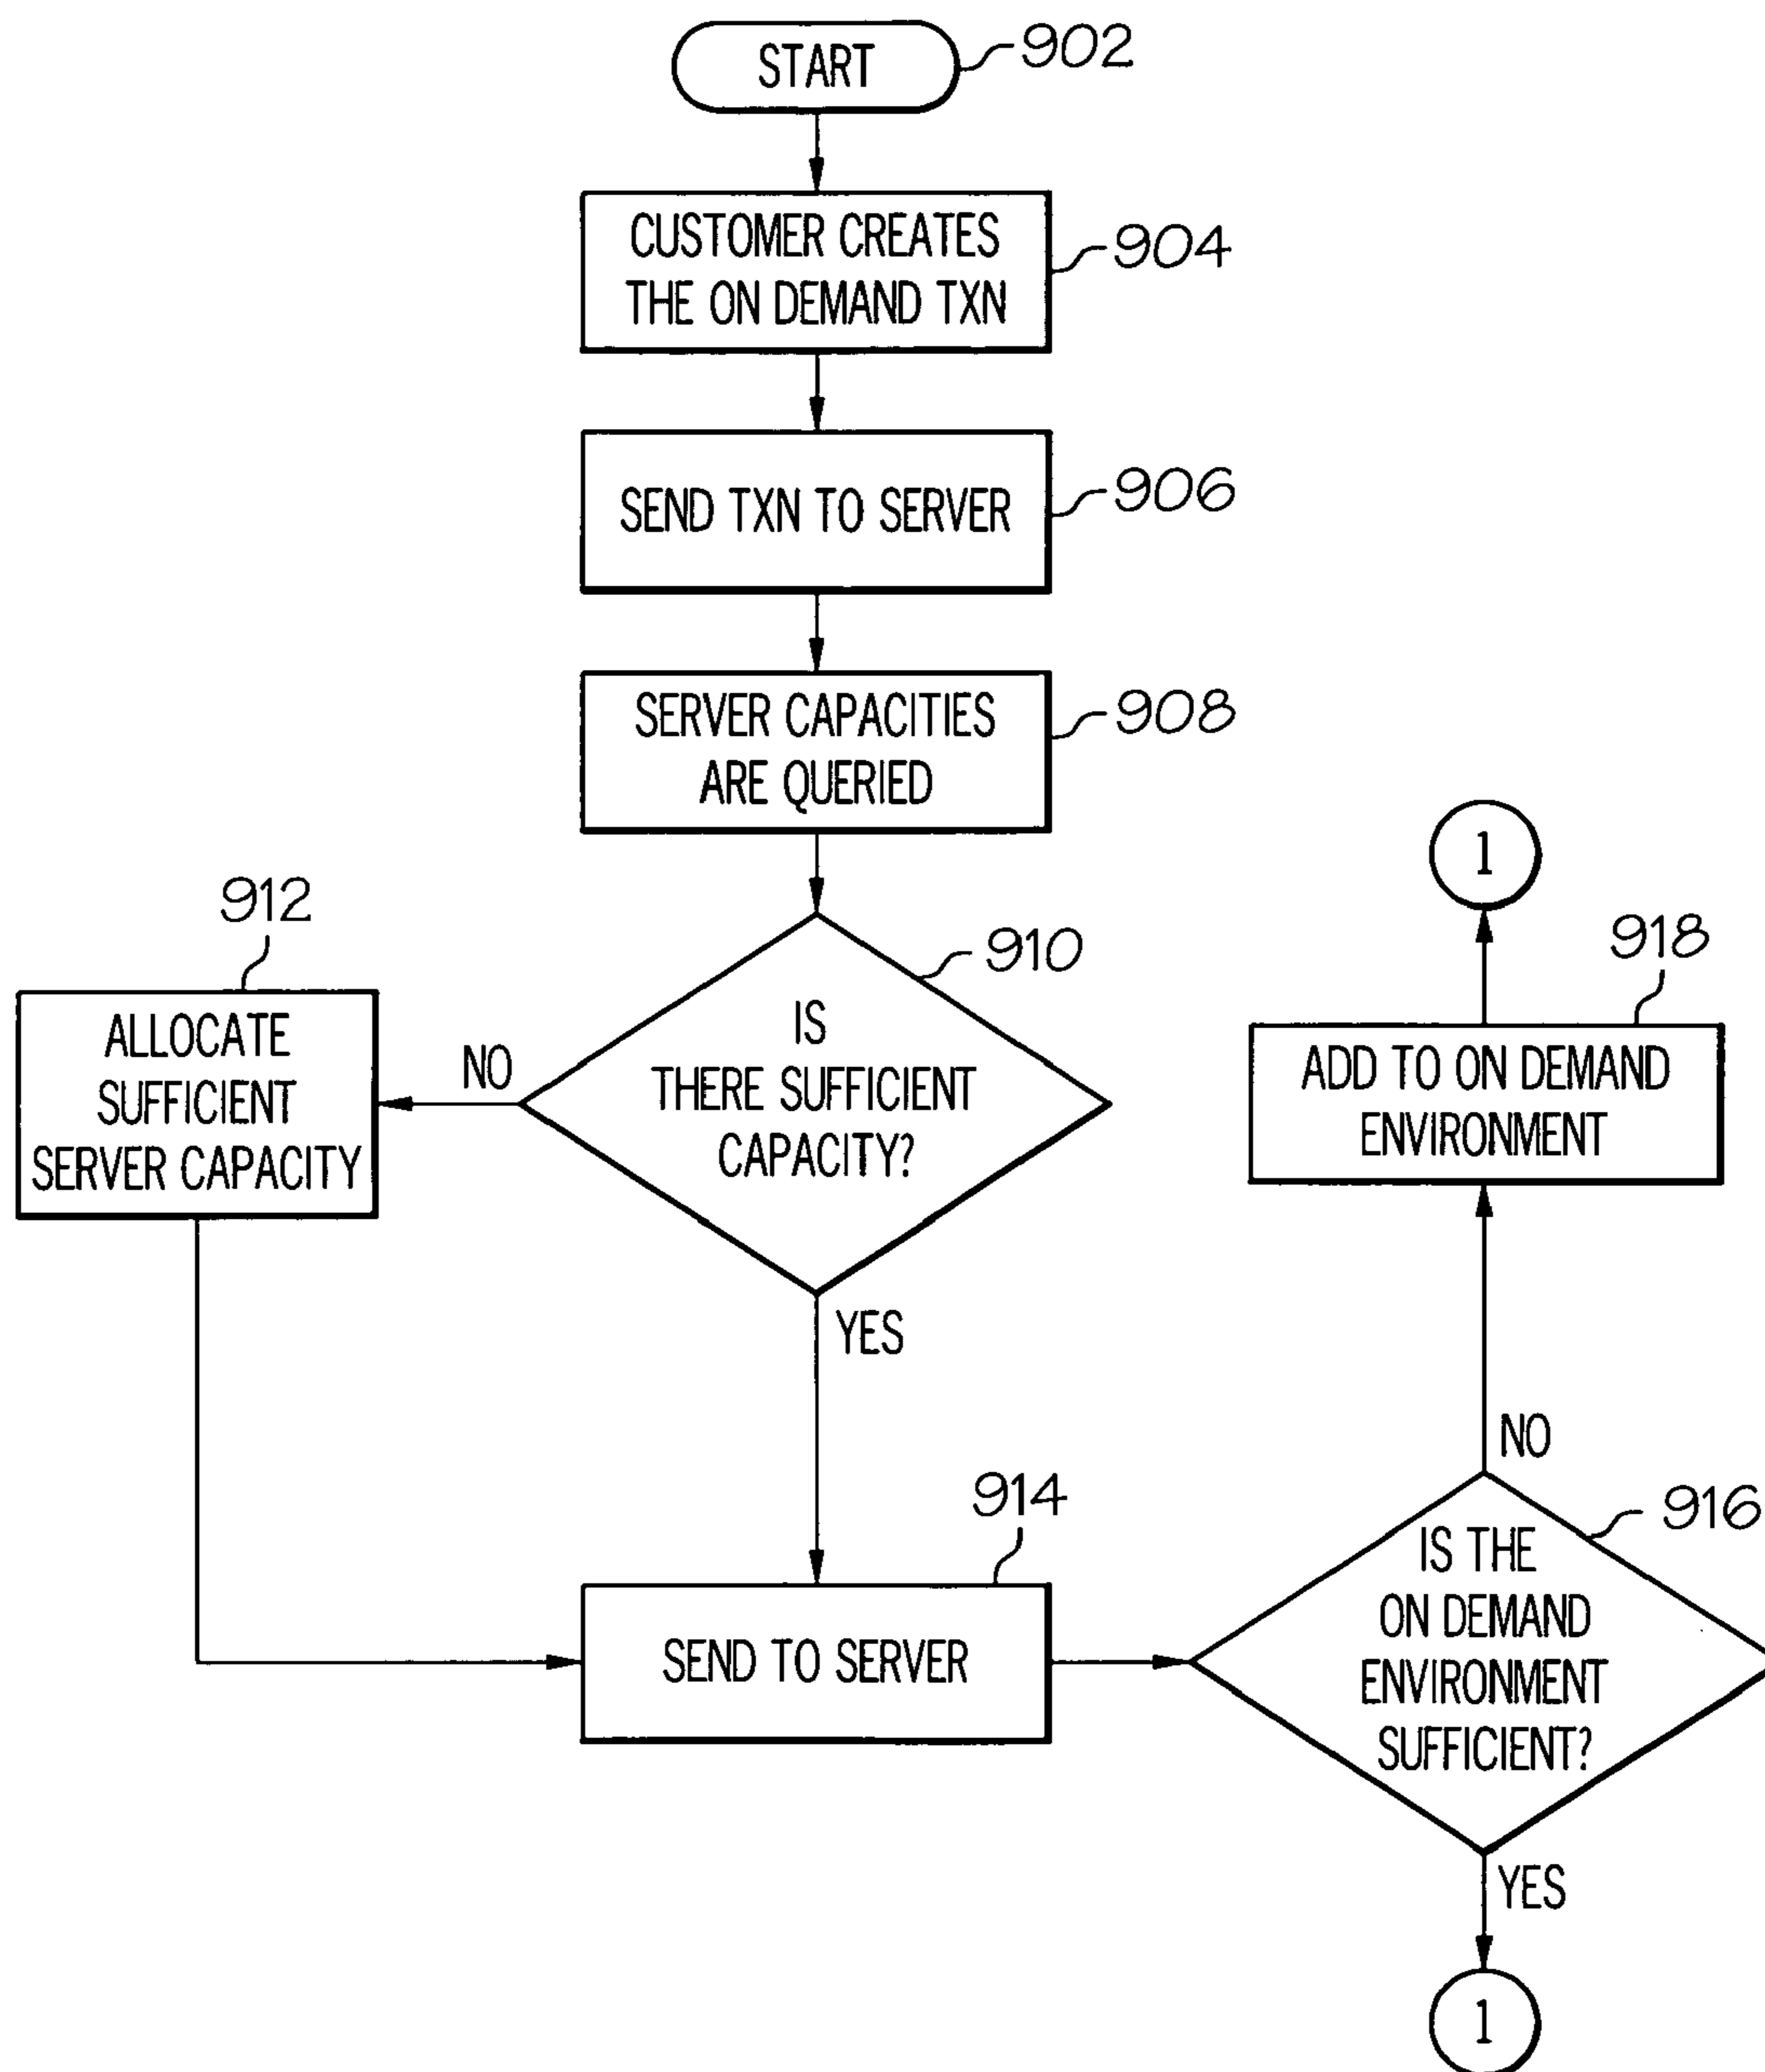 START
902
CUSTOMER CREATES
THE ON DEMAND TXN
904
SEND TXN TO SERVER
906
SERVER CAPACITIES
ARE QUERIED
908
IS
THERE SUFFICIENT
CAPACITY?
910
NO
912
ALLOCATE
SUFFICIENT
SERVER CAPACITY
YES
914
SEND TO SERVER
916
IS THE
ON DEMAND
ENVIRONMENT
SUFFICIENT?
NO
918
ADD TO ON DEMAND
ENVIRONMENT
1
YES
1